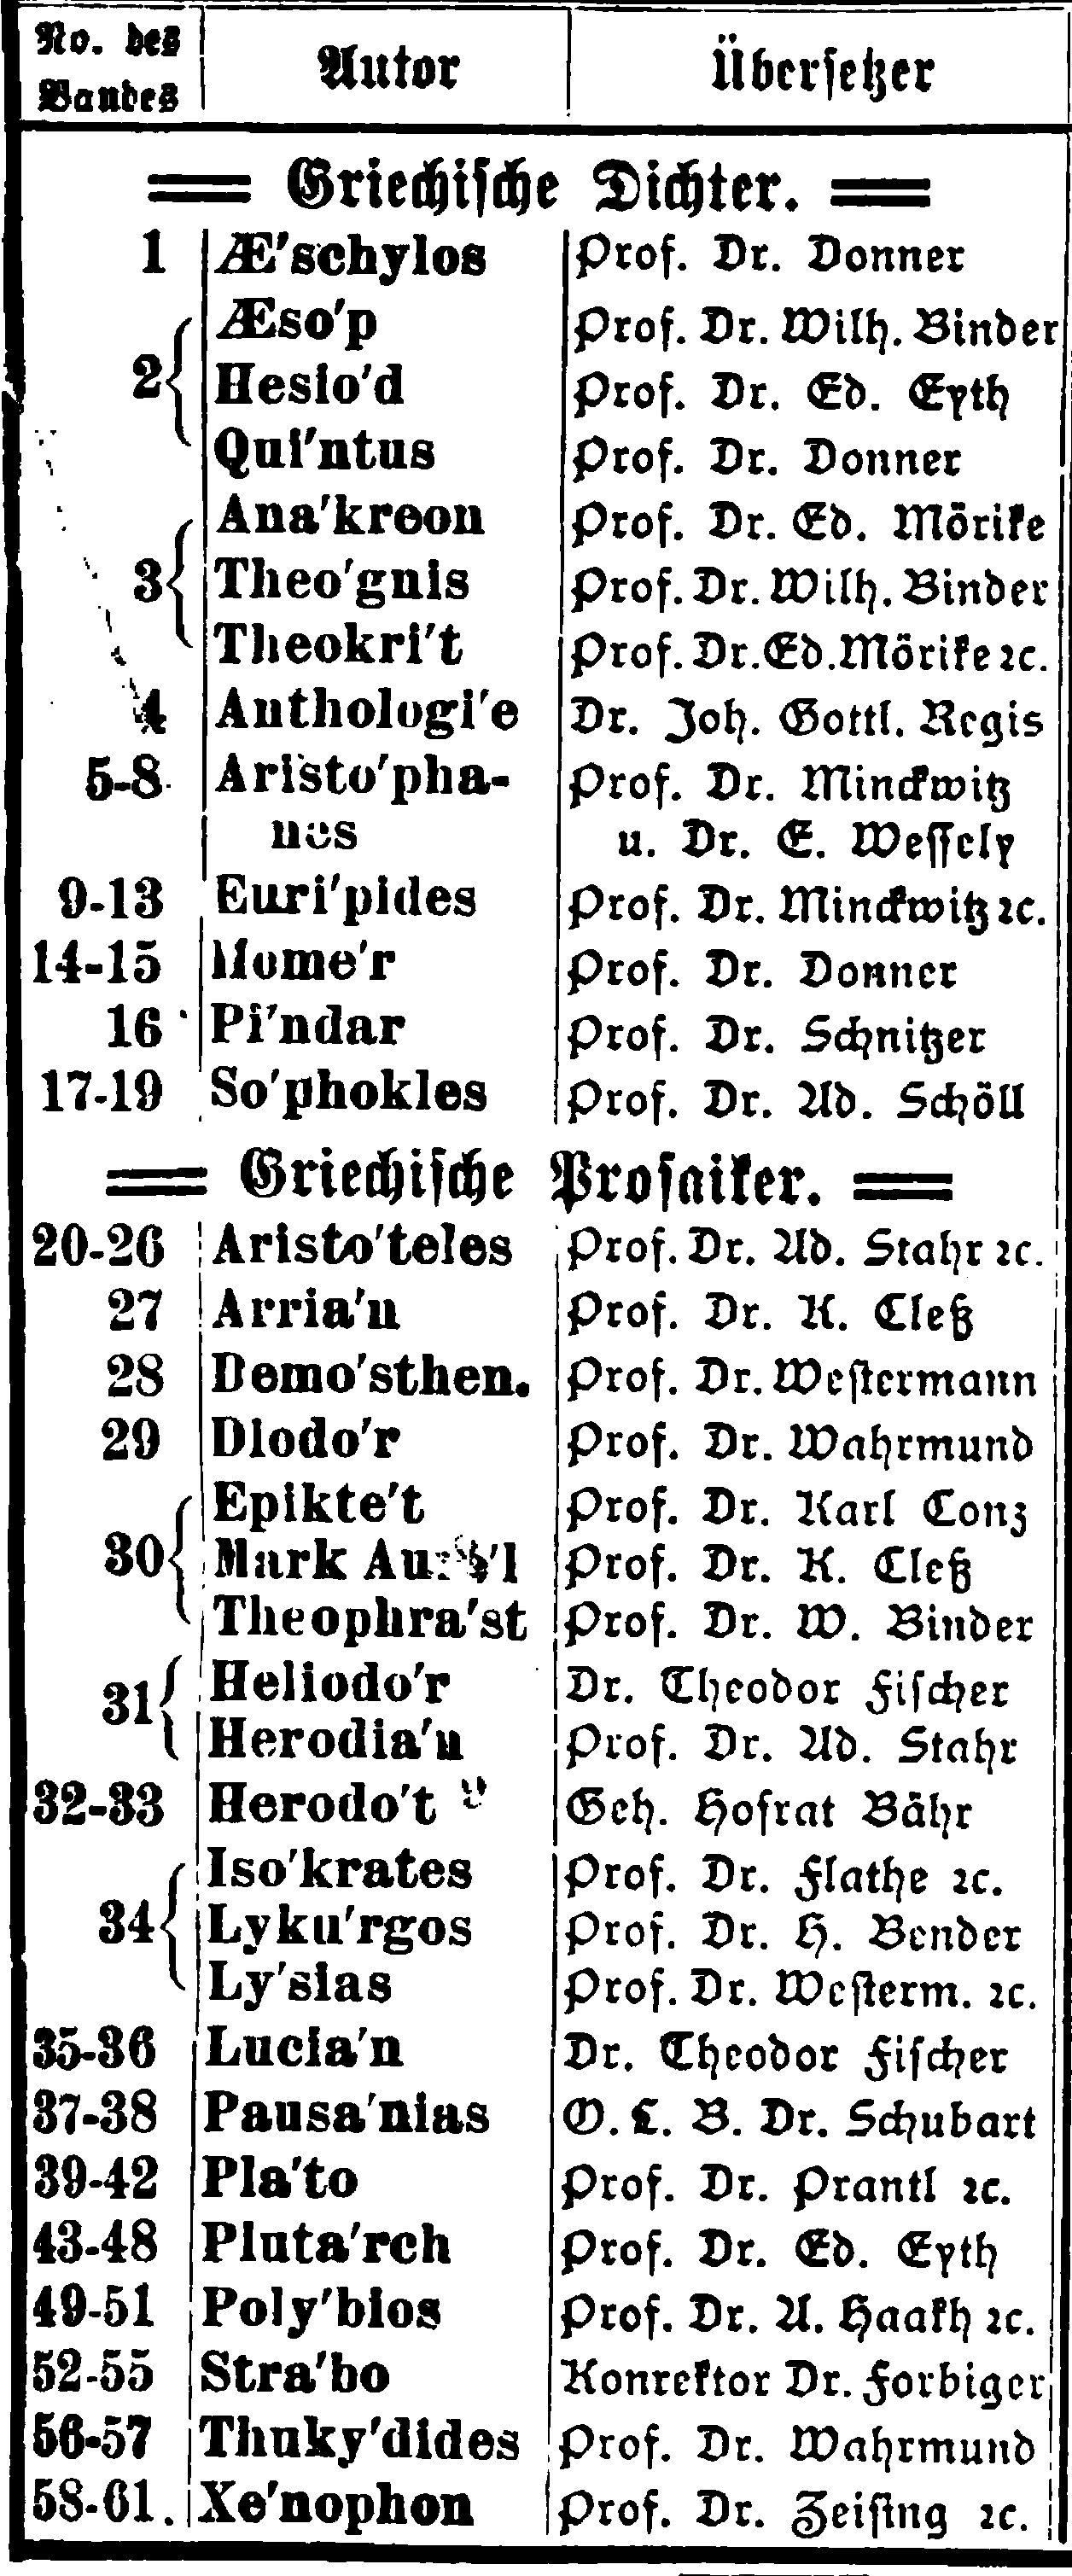 No. des Bandes | Autor | Übersetzer
Griechische Dichter.
1 Æ'schylos Prof. Dr. Donner
Æso'p Prof. Dr. Wilh. Binder
2 Hesio'd Prof. Dr. Ed. Eyth
Qui'ntus Prof. Dr. Donner
Ana'kreon Prof. Dr. Ed. Mörike
3 Theo'gnis Prof. Dr. Wilh. Binder
Theokri't Prof. Dr. Ed. Mörike ꝛc.
4 Anthologi'e Dr. Joh. Gottl. Regis
5-8 Aristo'pha- Prof. Dr. Minckwitz
nes u. Dr. E. Wessely
9-13 Euri'pides Prof. Dr. Minckwitz ꝛc.
14-15 Home'r Prof. Dr. Donner
16 Pi'ndar Prof. Dr. Schnitzer
17-19 So'phokles Prof. Dr. Ad. Schöll
Griechische Prosaiker.
20-26 Aristo'teles Prof. Dr. Ad. Stahr ꝛc.
27 Arria'n Prof. Dr. K. Cleß
28 Demo'sthen. Prof. Dr. Westermann
29 Diodo'r Prof. Dr. Wahrmund
Epikte't Prof. Dr. Karl Conz
30 Mark Aure'l Prof. Dr. K. Cleß
Theophra'st Prof. Dr. W. Binder
31 Heliodo'r Dr. Theodor Fischer
Herodia'n Prof. Dr. Ad. Stahr
32-33 Herodo't Geh. Hofrat Bähr
Iso'krates Prof. Dr. Flathe ꝛc.
34 Lyku'rgos Prof. Dr. H. Bender
Ly'sias Prof. Dr. Westerm. ꝛc.
35-36 Lucia'n Dr. Theodor Fischer
37-38 Pausa'nias O. L. B. Dr. Schubart
39-42 Pla'to Prof. Dr. Prantl ꝛc.
43-48 Pluta'rch Prof. Dr. Ed. Eyth
49-51 Poly'bios Prof. Dr. A. Haakh ꝛc.
52-55 Stra'bo Konrektor Dr. Forbiger
56-57 Thuky'dides Prof. Dr. Wahrmund
58-61. Xe'nophon Prof. Dr. Zeising ꝛc.